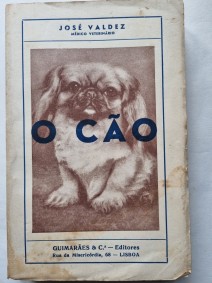 JOSÉ VALDEZ
MÉDICO VETERINÁRIO
O CÃO
GUIMARÃES & C.ª — Editores
Rua da Misericórdia, 68 — LISBOA